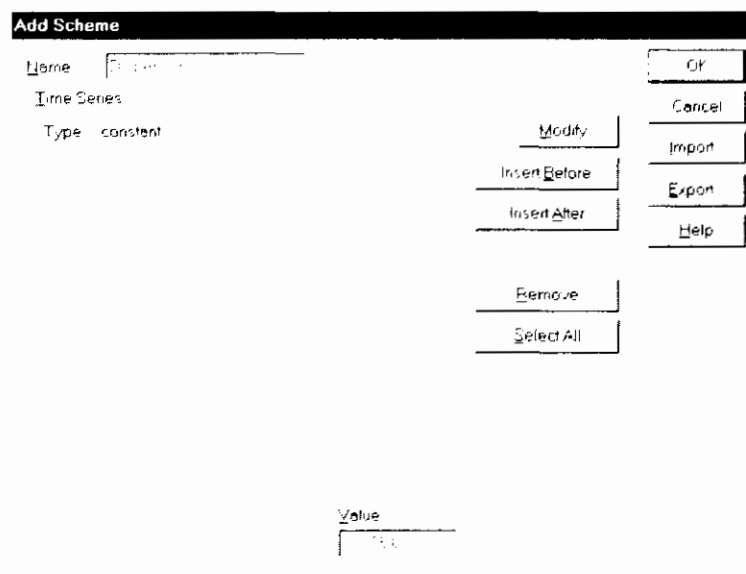 Add Scheme
Name
OK
Time Series
Cancel
Type constant
Modify
Import
Insert Before
Export
Insert After
Help
Remove
Select All
Value